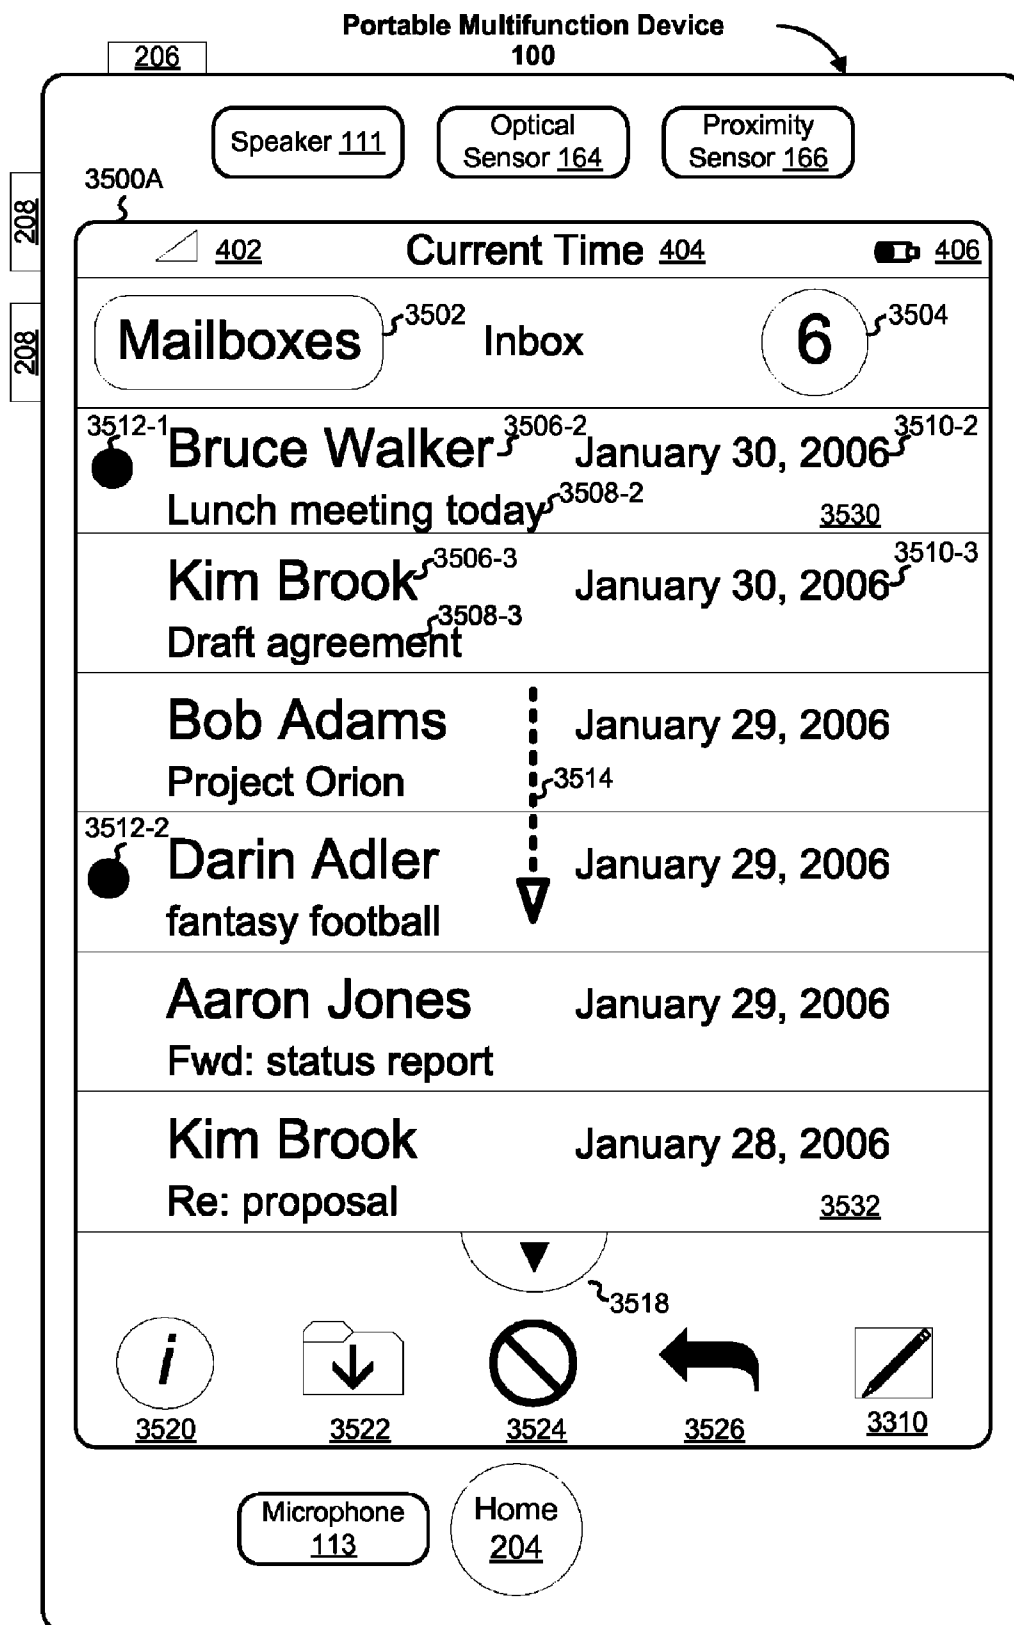 Portable Multifunction Device
100
206
Speaker 111
Optical
Sensor 164
Proximity
Sensor 166
3500A
208
208
402
Current Time 404
406
Mailboxes
3502
Inbox
6
3504
3512-1
Bruce Walker
3506-2
January 30, 2006
3510-2
Lunch meeting today
3508-2
3530
Kim Brook
3506-3
January 30, 2006
3510-3
Draft agreement
3508-3
Bob Adams
January 29, 2006
Project Orion
3514
3512-2
Darin Adler
January 29, 2006
fantasy football
Aaron Jones
January 29, 2006
Fwd: status report
Kim Brook
January 28, 2006
Re: proposal
3532
3518
i
3520
3522
3524
3526
3310
Microphone
113
Home
204